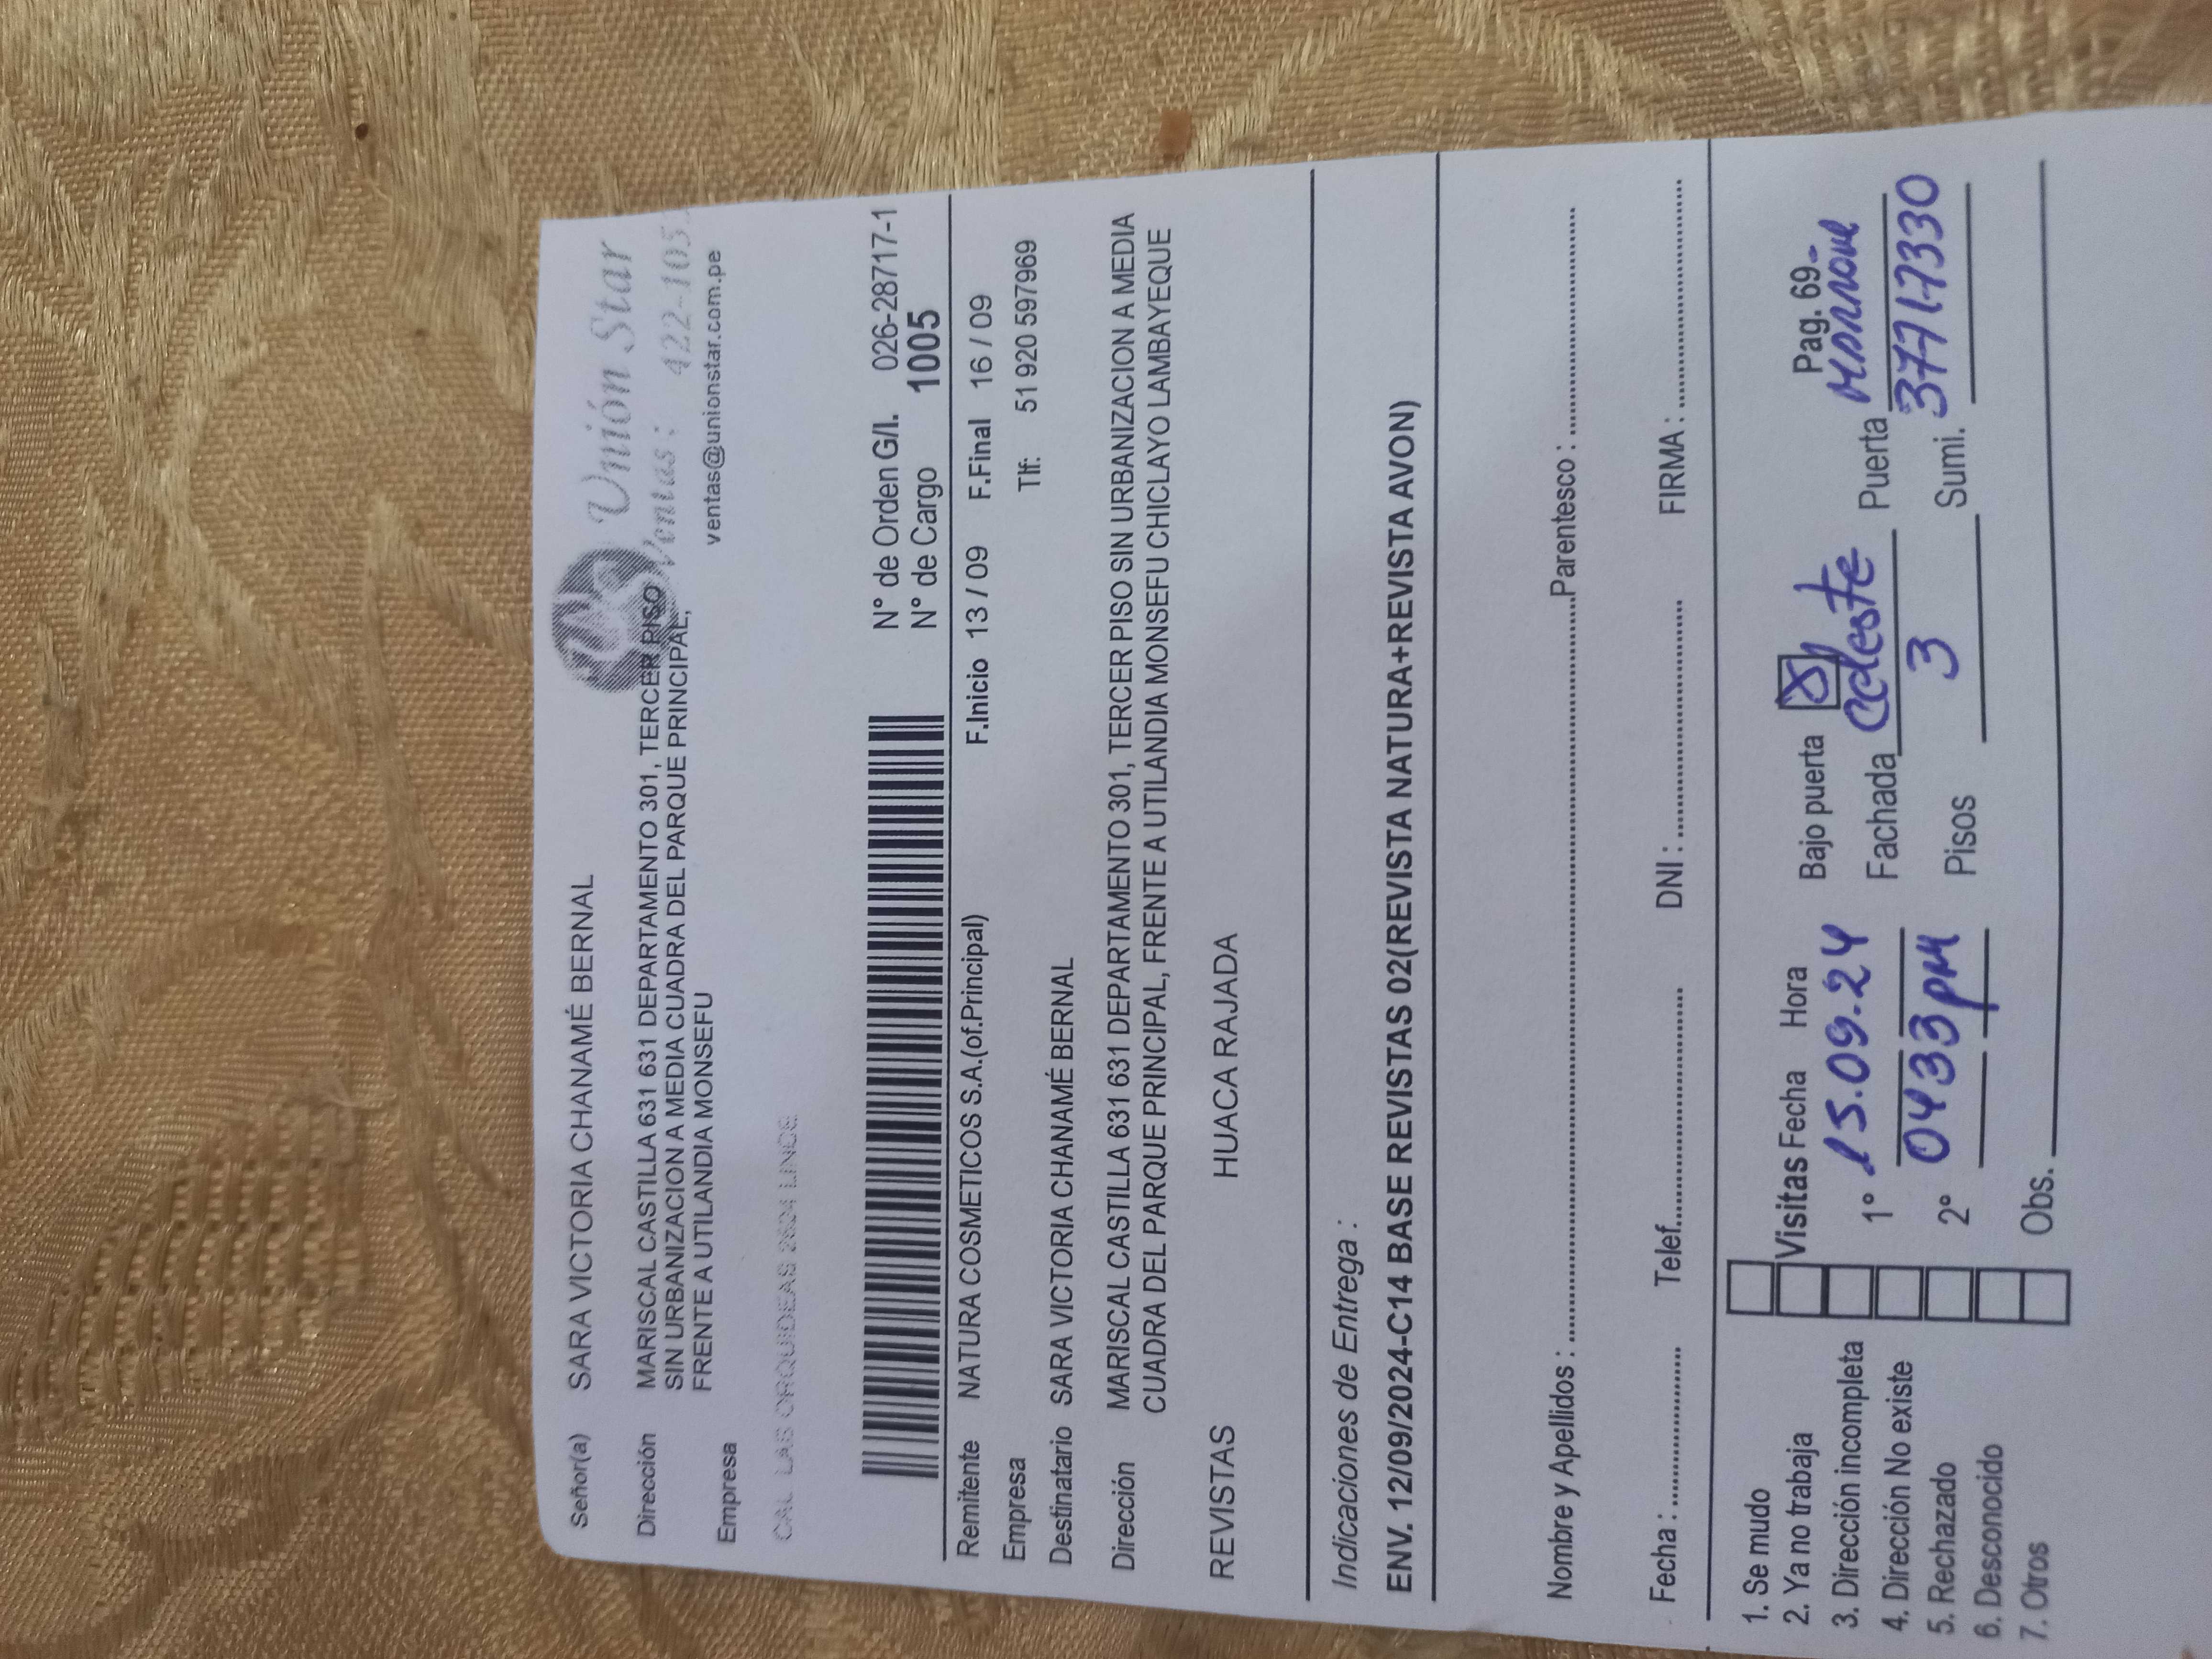 Señor(a) SARA VICTORIA CHANAMÉ BERNAL
Unión Star
Ventas: 422-105
ventas@unionstar.com.pe
Dirección MARISCAL CASTILLA 631 631 DEPARTAMENTO 301, TERCER PISO
SIN URBANIZACION A MEDIA CUADRA DEL PARQUE PRINCIPAL,
FRENTE A UTILANDIA MONSEFU
Empresa
CAL LAS ORQUIDEAS 2634 LINCE
N° de Orden G/I. 026-28717-1
N° de Cargo 1005
Remitente NATURA COSMETICOS S.A.(of.Principal) F.Inicio 13 / 09 F.Final 16 / 09
Empresa Tlf: 51 920 597969
Destinatario SARA VICTORIA CHANAMÉ BERNAL
Dirección MARISCAL CASTILLA 631 631 DEPARTAMENTO 301, TERCER PISO SIN URBANIZACION A MEDIA
CUADRA DEL PARQUE PRINCIPAL, FRENTE A UTILANDIA MONSEFU CHICLAYO LAMBAYEQUE
REVISTAS HUACA RAJADA
Indicaciones de Entrega :
ENV. 12/09/2024-C14 BASE REVISTAS 02(REVISTA NATURA+REVISTA AVON)
Nombre y Apellidos : Parentesco :
Fecha : Telef. DNI : FIRMA :
1. Se mudo
2. Ya no trabaja
3. Dirección incompleta
4. Dirección No existe
5. Rechazado
6. Desconocido
7. Otros
Visitas Fecha Hora Bajo puerta X Pag. 69-
1° 15.09.24 Fachada Celeste Puerta Marron
2° 0433pm Pisos 3 Sumi. 37717330
Obs.